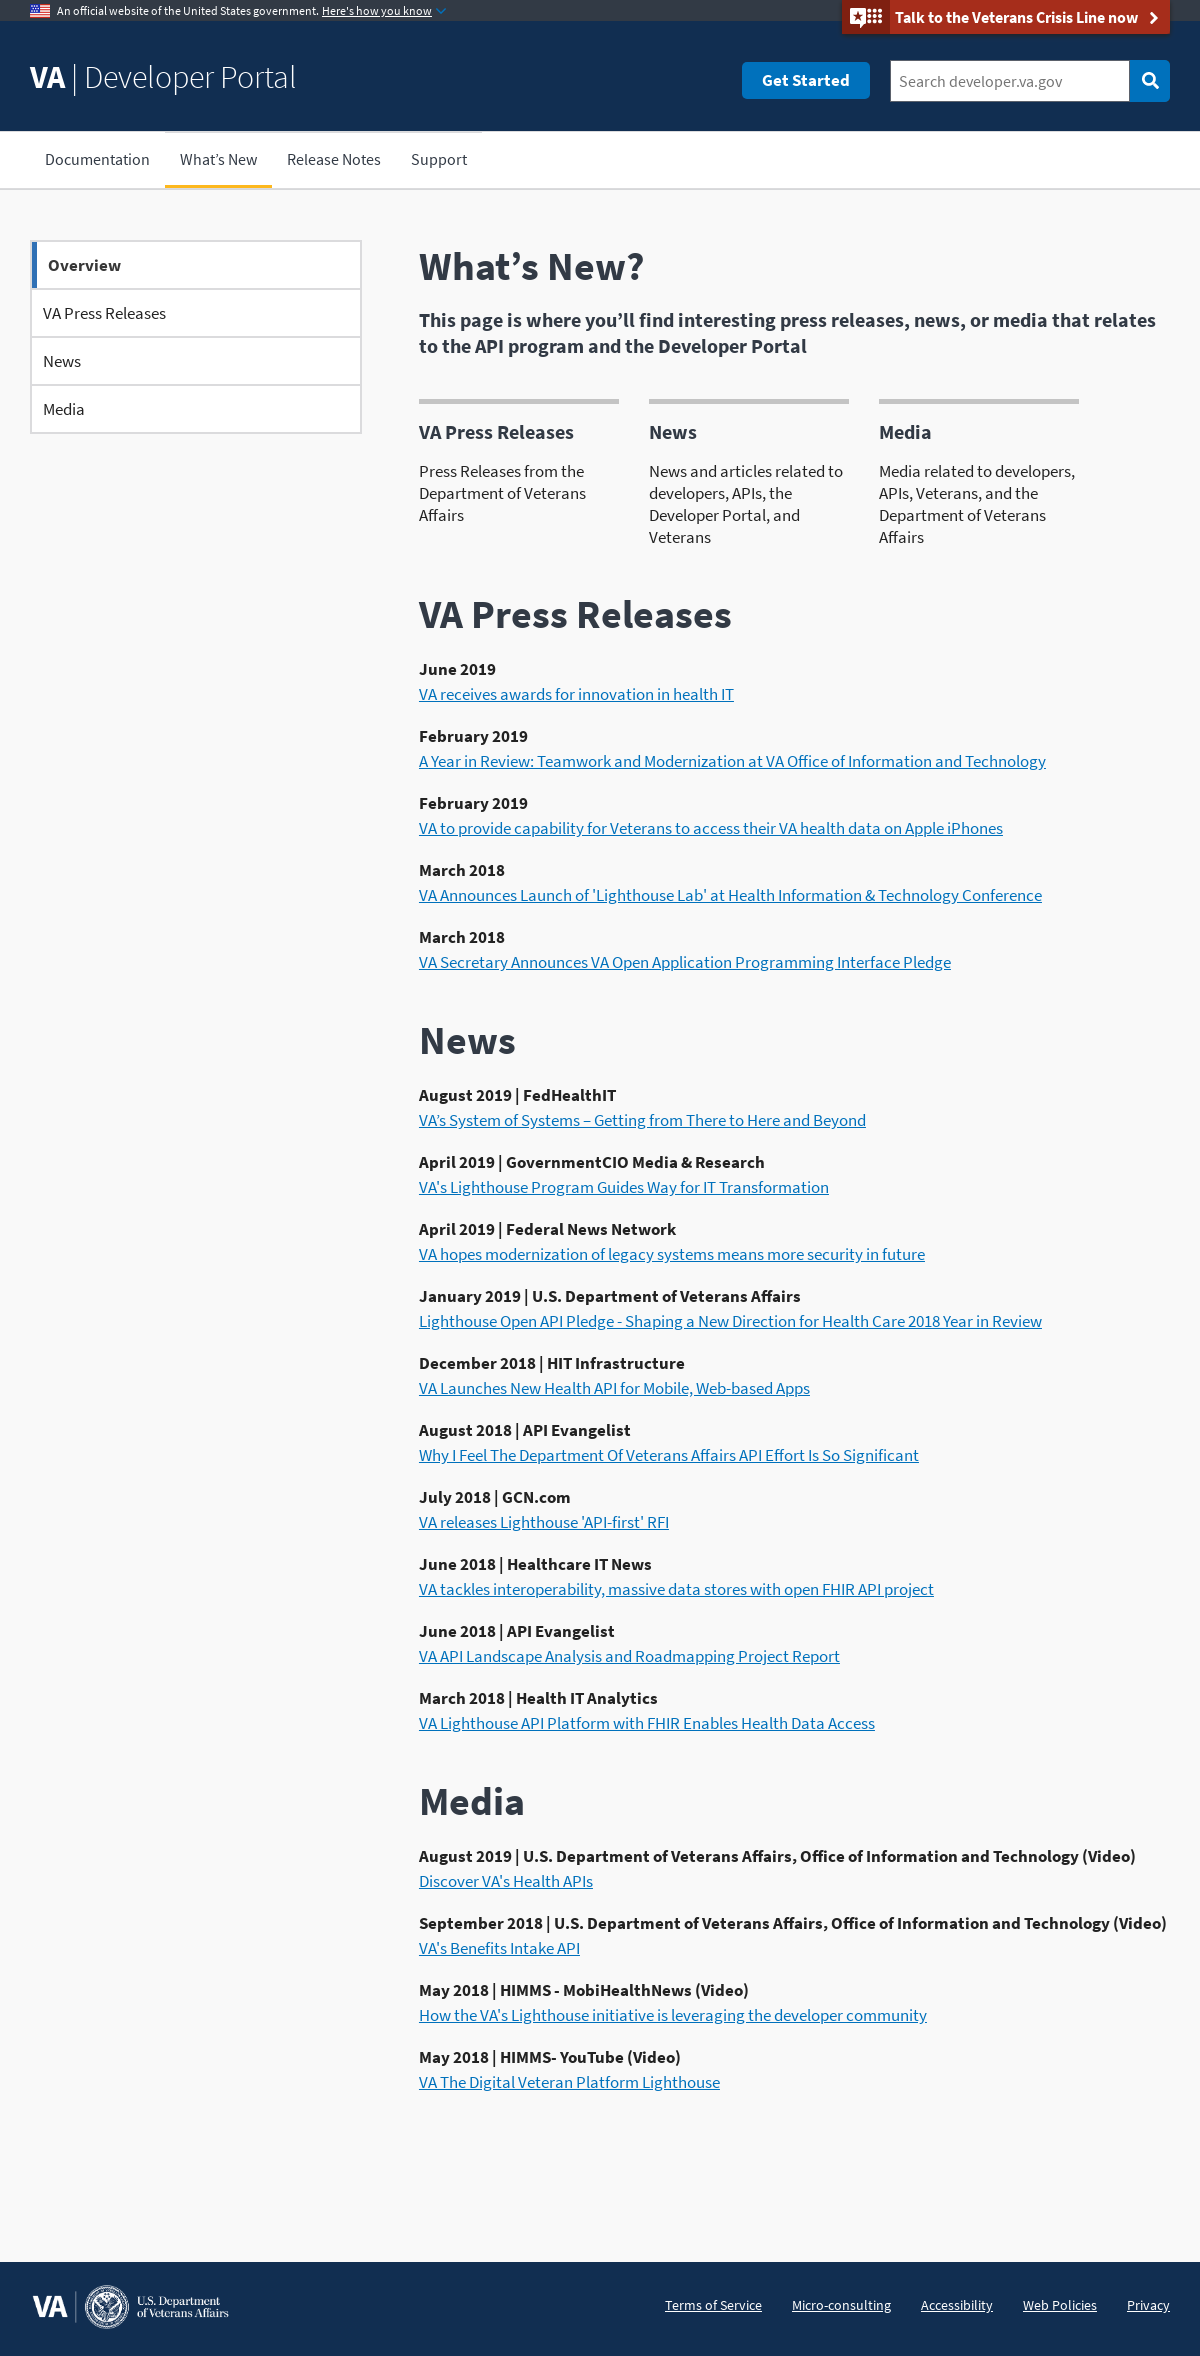 An official website of the United States government. Here's how you know
Talk to the Veterans Crisis Line now
VA | Developer Portal
Get Started
Search developer.va.gov
Documentation
What’s New
Release Notes
Support
Overview
VA Press Releases
News
Media
What’s New?
This page is where you’ll find interesting press releases, news, or media that relates
to the API program and the Developer Portal
VA Press Releases
Press Releases from the
Department of Veterans
Affairs
News
News and articles related to
developers, APIs, the
Developer Portal, and
Veterans
Media
Media related to developers,
APIs, Veterans, and the
Department of Veterans
Affairs
VA Press Releases
June 2019
VA receives awards for innovation in health IT
February 2019
A Year in Review: Teamwork and Modernization at VA Office of Information and Technology
February 2019
VA to provide capability for Veterans to access their VA health data on Apple iPhones
March 2018
VA Announces Launch of 'Lighthouse Lab' at Health Information & Technology Conference
March 2018
VA Secretary Announces VA Open Application Programming Interface Pledge
News
August 2019 | FedHealthIT
VA’s System of Systems – Getting from There to Here and Beyond
April 2019 | GovernmentCIO Media & Research
VA's Lighthouse Program Guides Way for IT Transformation
April 2019 | Federal News Network
VA hopes modernization of legacy systems means more security in future
January 2019 | U.S. Department of Veterans Affairs
Lighthouse Open API Pledge - Shaping a New Direction for Health Care 2018 Year in Review
December 2018 | HIT Infrastructure
VA Launches New Health API for Mobile, Web-based Apps
August 2018 | API Evangelist
Why I Feel The Department Of Veterans Affairs API Effort Is So Significant
July 2018 | GCN.com
VA releases Lighthouse 'API-first' RFI
June 2018 | Healthcare IT News
VA tackles interoperability, massive data stores with open FHIR API project
June 2018 | API Evangelist
VA API Landscape Analysis and Roadmapping Project Report
March 2018 | Health IT Analytics
VA Lighthouse API Platform with FHIR Enables Health Data Access
Media
August 2019 | U.S. Department of Veterans Affairs, Office of Information and Technology (Video)
Discover VA's Health APIs
September 2018 | U.S. Department of Veterans Affairs, Office of Information and Technology (Video)
VA's Benefits Intake API
May 2018 | HIMMS - MobiHealthNews (Video)
How the VA's Lighthouse initiative is leveraging the developer community
May 2018 | HIMMS- YouTube (Video)
VA The Digital Veteran Platform Lighthouse
VA
U.S. Department
of Veterans Affairs
Terms of Service
Micro-consulting
Accessibility
Web Policies
Privacy